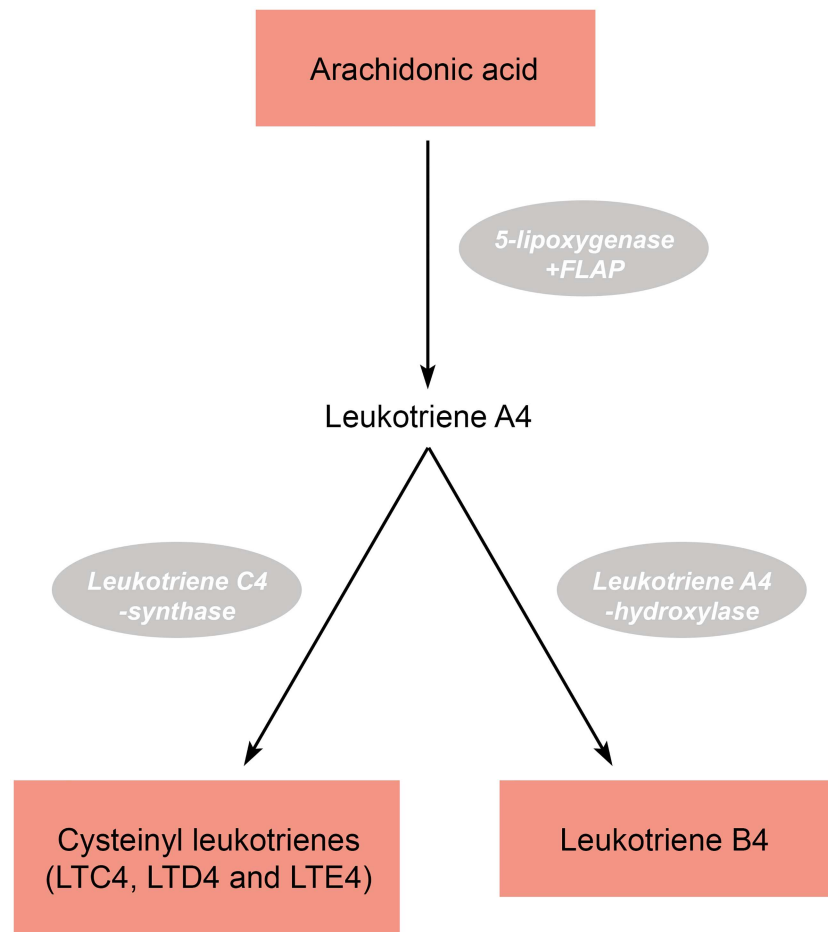 Arachidonic acid
5-lipoxygenase
+FLAP
Leukotriene A4
Leukotriene C4
-synthase
Leukotriene A4
-hydroxylase
Cysteinyl leukotrienes
(LTC4, LTD4 and LTE4)
Leukotriene B4